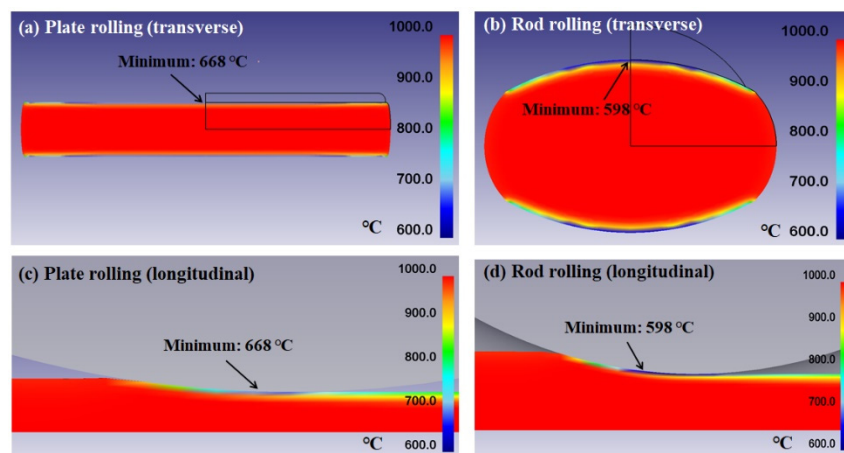 (a) Plate rolling (transverse)
Minimum: 668 °C
1000.0
900.0
800.0
700.0
°C
600.0
(b) Rod rolling (transverse)
Minimum: 598 °C
1000.0
900.0
800.0
700.0
°C
600.0
(c) Plate rolling (longitudinal)
Minimum: 668 °C
1000.0
900.0
800.0
700.0
°C
600.0
(d) Rod rolling (longitudinal)
Minimum: 598 °C
1000.0
900.0
800.0
700.0
°C
600.0